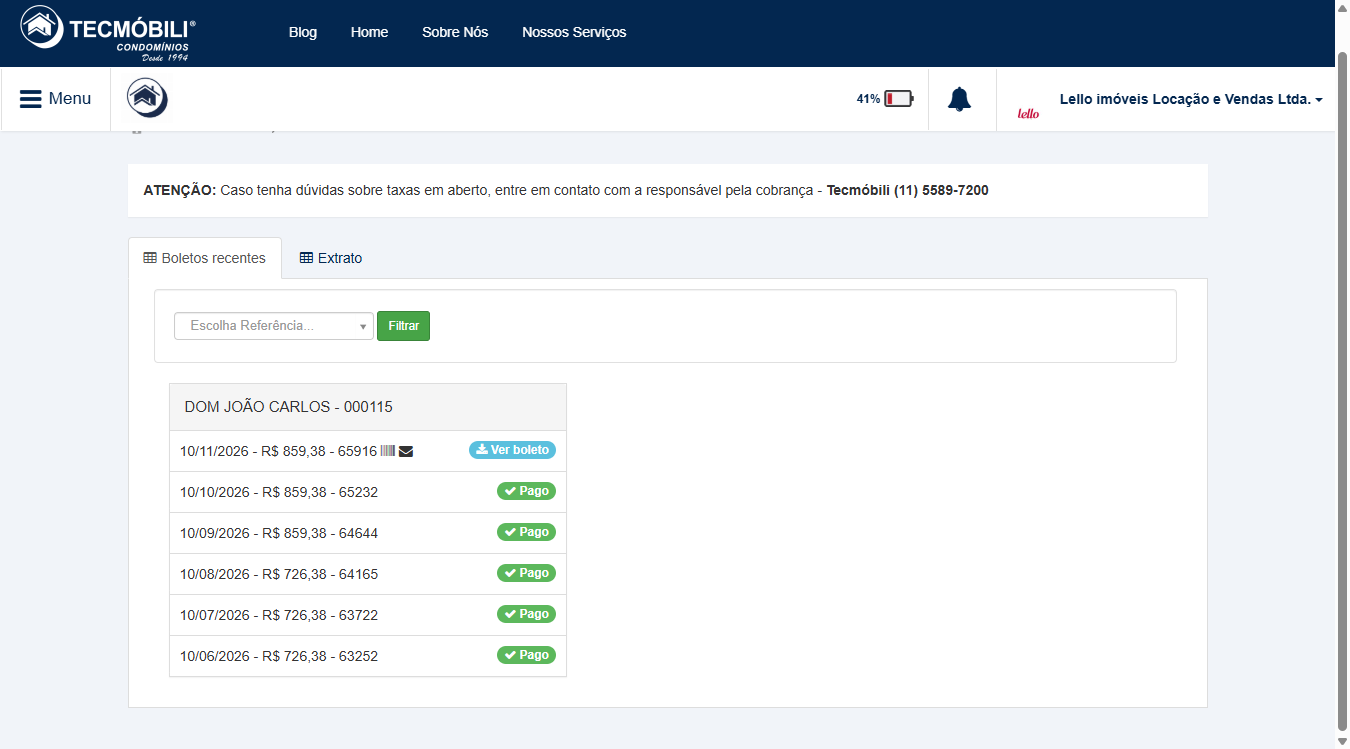 TECMÓBILI®
CONDOMÍNIOS
Desde 1994
Blog Home Sobre Nós Nossos Serviços
Menu
41%
lello
Lello imóveis Locação e Vendas Ltda.
ATENÇÃO: Caso tenha dúvidas sobre taxas em aberto, entre em contato com a responsável pela cobrança - Tecmóbili (11) 5589-7200
Boletos recentes Extrato
Escolha Referência... Filtrar
DOM JOÃO CARLOS - 000115
10/11/2026 - R$ 859,38 - 65916 Ver boleto
10/10/2026 - R$ 859,38 - 65232 Pago
10/09/2026 - R$ 859,38 - 64644 Pago
10/08/2026 - R$ 726,38 - 64165 Pago
10/07/2026 - R$ 726,38 - 63722 Pago
10/06/2026 - R$ 726,38 - 63252 Pago